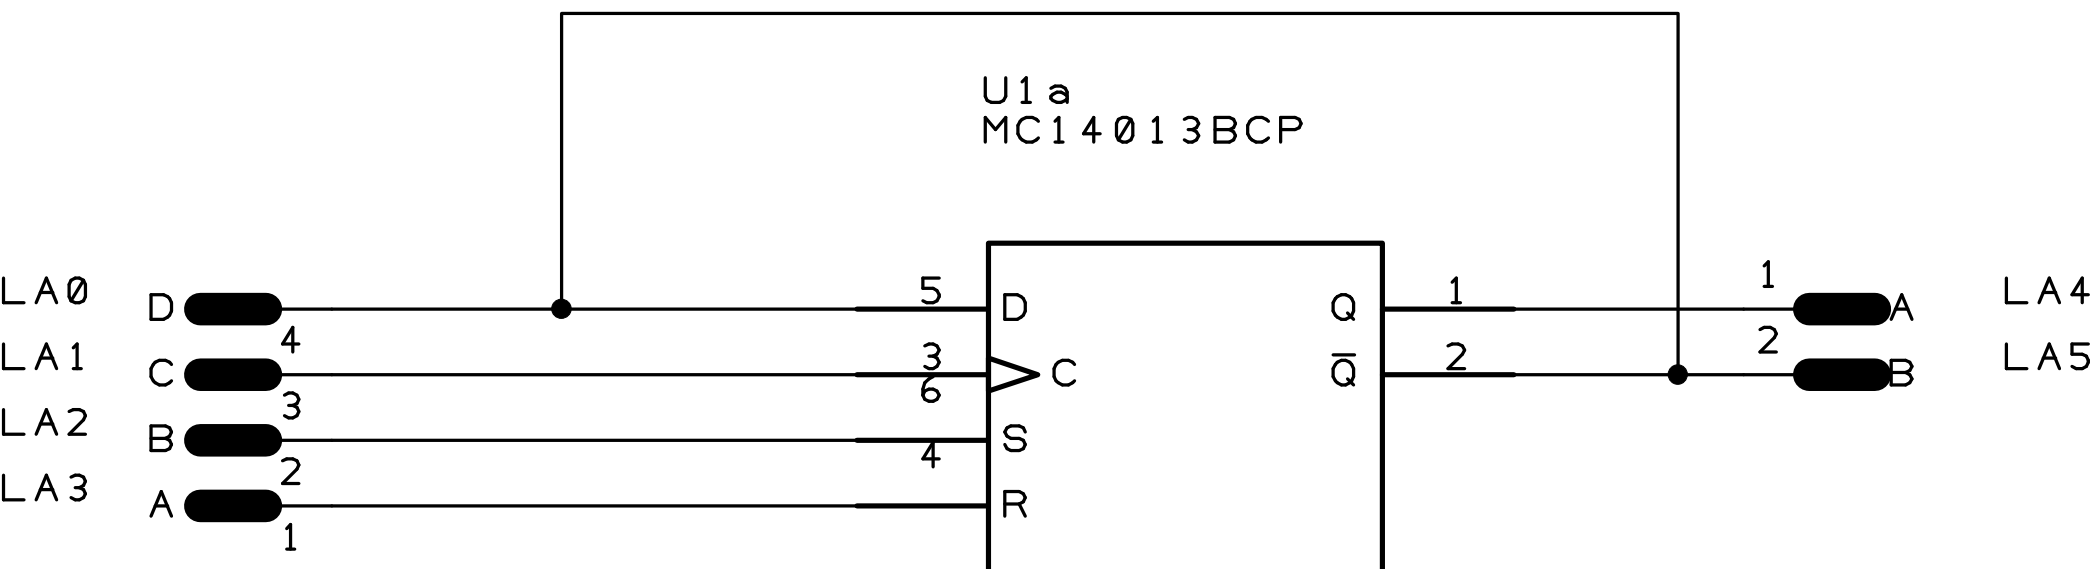 U1a
MC14013BCP
LA0 D 4 5 D Q 1 1 A LA4
LA1 C 3 3 C Q̅ 2 2 B LA5
LA2 B 2 6 S
LA3 A 1 4 R